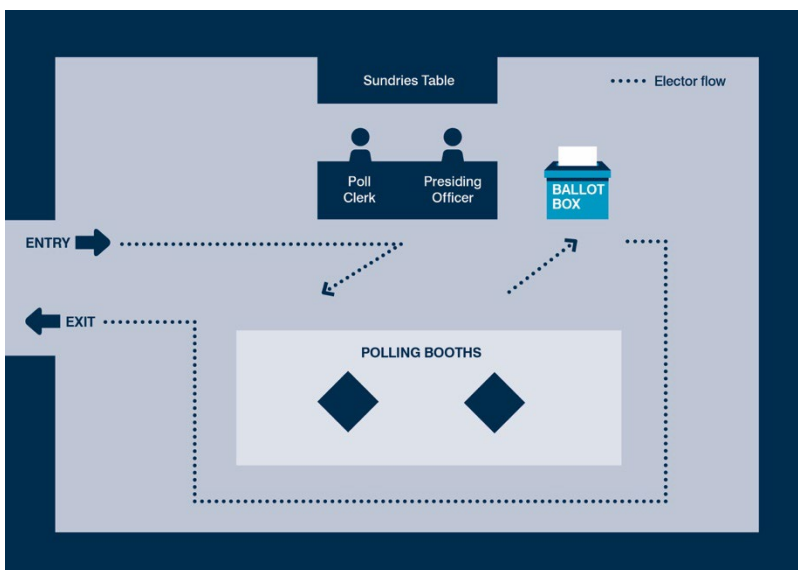 Sundries Table
Elector flow
Poll
Clerk
Presiding
Officer
BALLOT
BOX
ENTRY
EXIT
POLLING BOOTHS